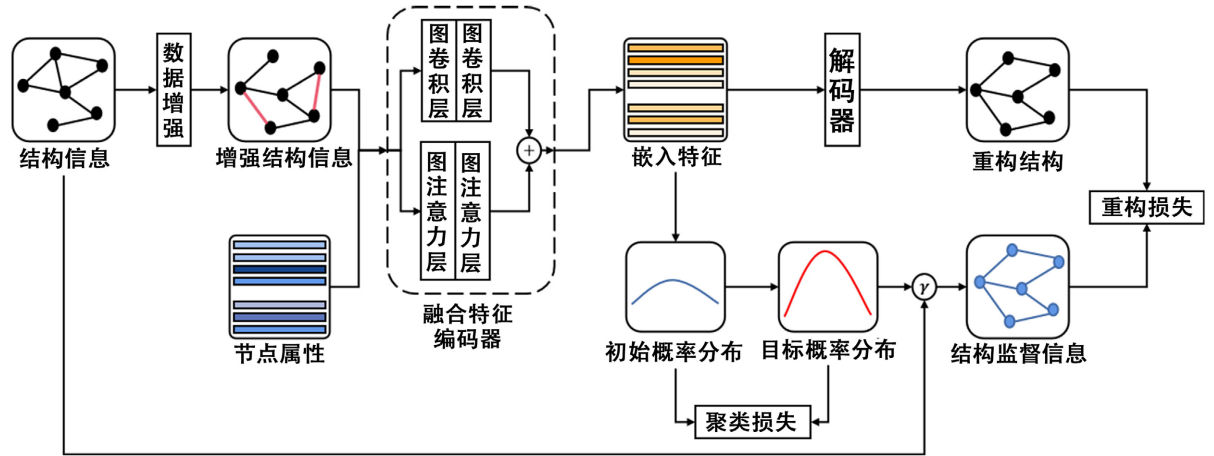 结构信息
数据增强
增强结构信息
节点属性
图卷积层
图卷积层
图注意力层
图注意力层
+
融合特征
编码器
嵌入特征
解码器
重构结构
重构损失
初始概率分布
目标概率分布
γ
结构监督信息
聚类损失